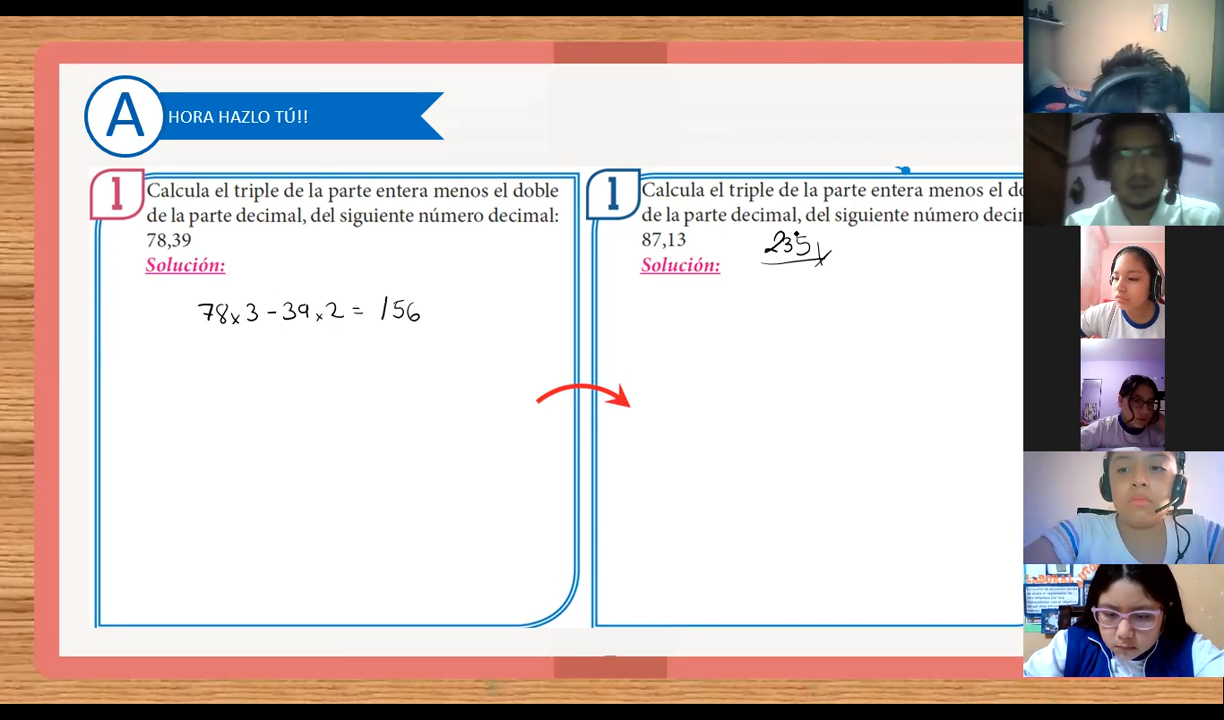 A
HORA HAZLO TÚ!!
1
Calcula el triple de la parte entera menos el doble
de la parte decimal, del siguiente número decimal:
78,39
Solución:
78x3-39x2 = 156
1
Calcula el triple de la parte entera menos el do
de la parte decimal, del siguiente número decir
87,13
235
Solución: